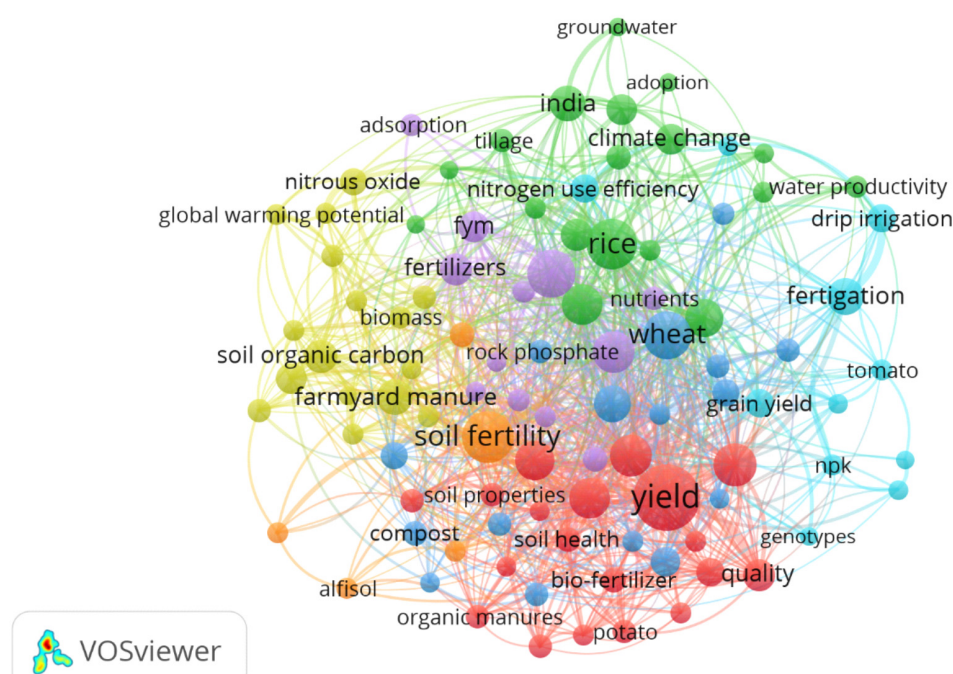 groundwater
adoption
india
adsorption
climate change
tillage
nitrous oxide
nitrogen use efficiency
water productivity
global warming potential
drip irrigation
fym
rice
fertilizers
fertigation
nutrients
biomass
wheat
rock phosphate
soil organic carbon
tomato
farmyard manure
grain yield
soil fertility
npk
soil properties
yield
compost
soil health
genotypes
quality
bio-fertilizer
alfisol
organic manures
potato
VOSviewer